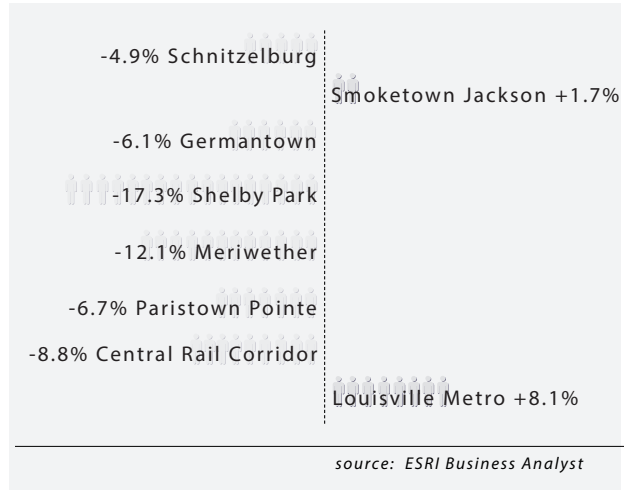 -4.9% Schnitzelburg
Smoketown Jackson +1.7%
-6.1% Germantown
-17.3% Shelby Park
-12.1% Meriwether
-6.7% Paristown Pointe
-8.8% Central Rail Corridor
Louisville Metro +8.1%
source: ESRI Business Analyst